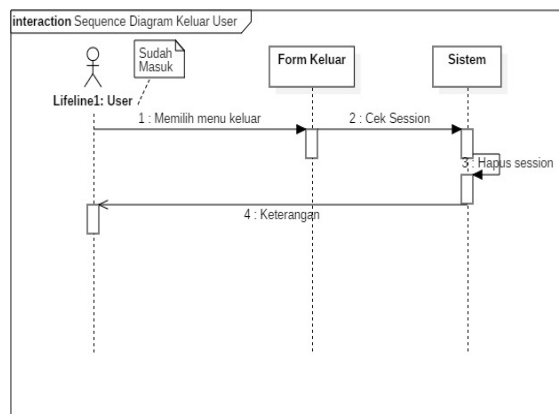 interaction Sequence Diagram Keluar User
Sudah
Masuk
Form Keluar
Sistem
Lifeline1: User
1 : Memilih menu keluar
2 : Cek Session
3 : Hapus session
4 : Keterangan